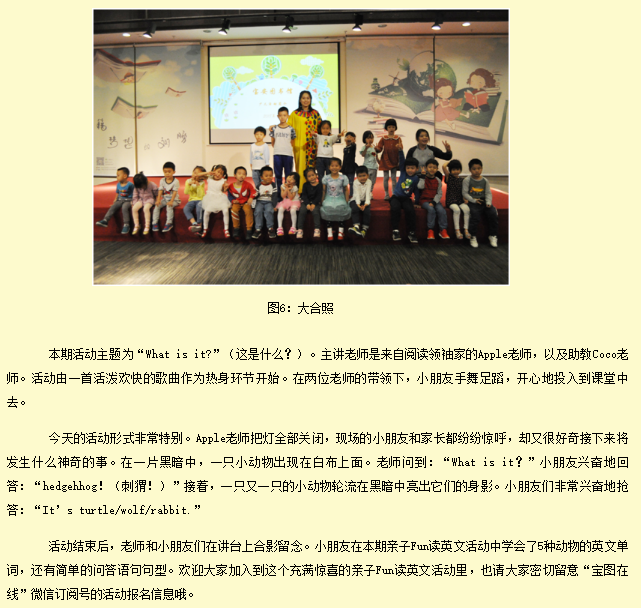 图6：大合照
本期活动主题为“What is it?”（这是什么？）。主讲老师是来自阅读领袖家的Apple老师，以及助教Coco老
师。活动由一首活泼欢快的歌曲作为热身环节开始。在两位老师的带领下，小朋友手舞足蹈，开心地投入到课堂中
去。
今天的活动形式非常特别。Apple老师把灯全部关闭，现场的小朋友和家长都纷纷惊呼，却又很好奇接下来将
发生什么神奇的事。在一片黑暗中，一只小动物出现在白布上面。老师问到：“What is it？”小朋友兴奋地回
答：“hedgehhog！（刺猬！）”接着，一只又一只的小动物轮流在黑暗中亮出它们的身影。小朋友们非常兴奋地抢
答：“It’s turtle/wolf/rabbit.”
活动结束后，老师和小朋友们在讲台上合影留念。小朋友在本期亲子Fun读英文活动中学会了5种动物的英文单
词，还有简单的问答语句句型。欢迎大家加入到这个充满惊喜的亲子Fun读英文活动里，也请大家密切留意“宝图在
线”微信订阅号的活动报名信息哦。